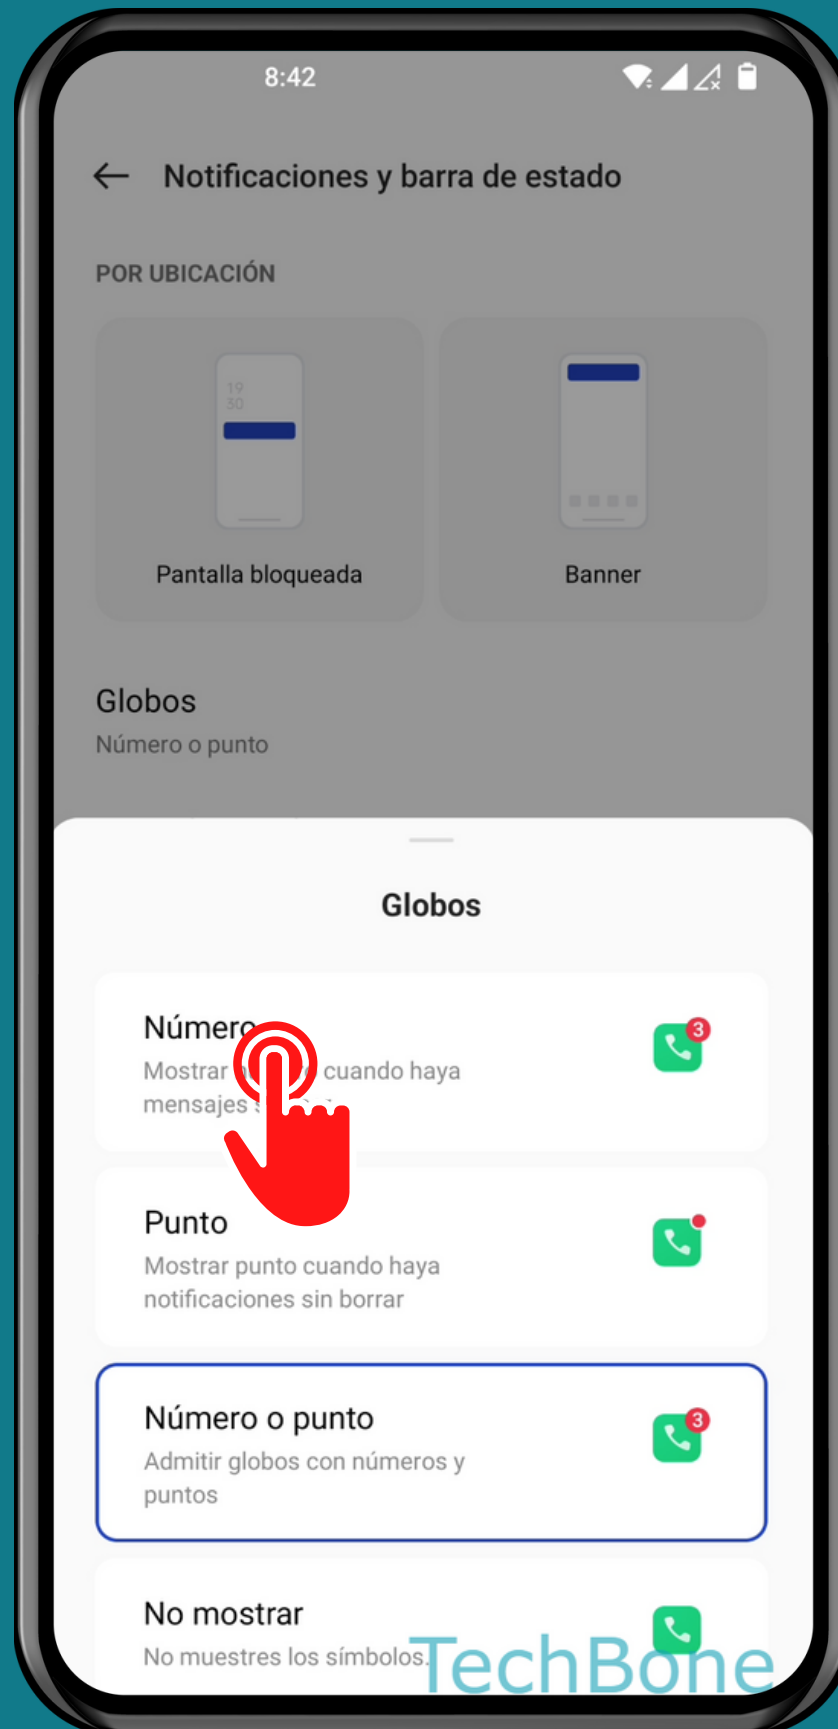 8:42
Notificaciones y barra de estado
POR UBICACIÓN
19
30
Pantalla bloqueada
Banner
Globos
Número o punto
Globos
Número
3
Mostrar cuando haya
mensajes
Punto
Mostrar punto cuando haya
notificaciones sin borrar
Número o punto
3
Admitir globos con números y
puntos
No mostrar
No muestres los símbolos.
TechBone